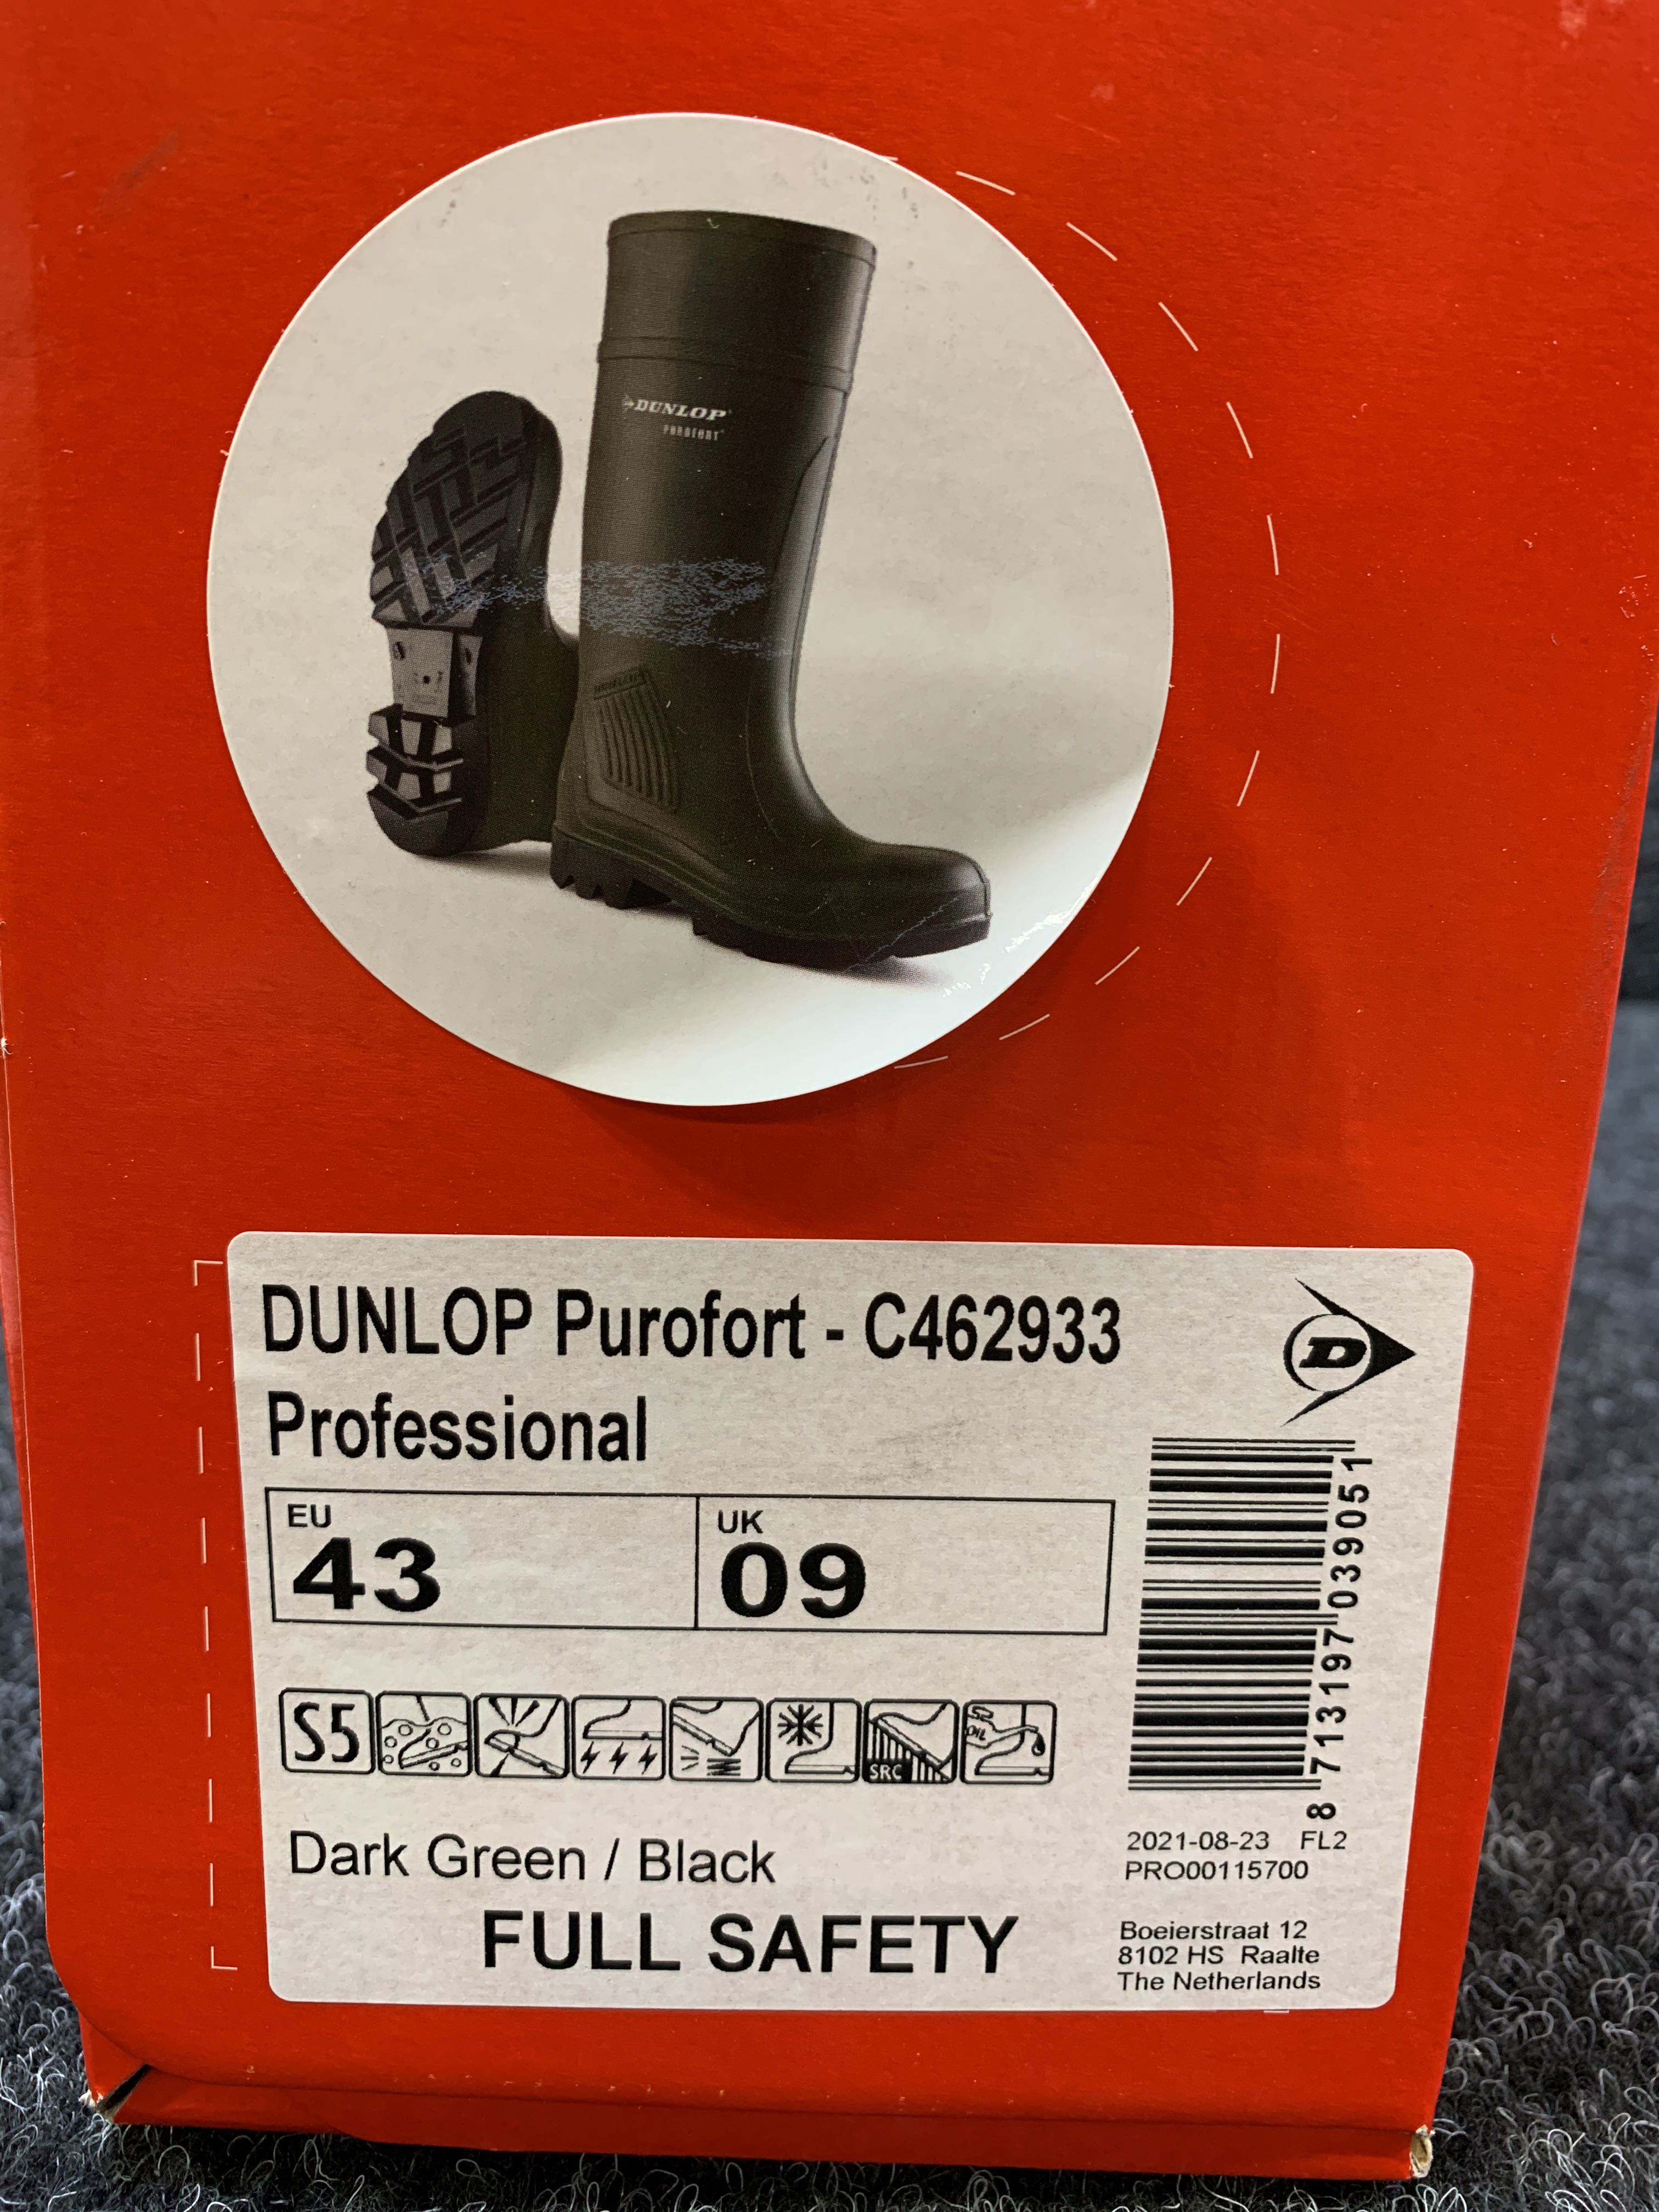 DUNLOP
PUROFORT
DUNLOP Purofort - C462933
Professional
D
EU
43
UK
09
8 713197 039051
S5
SRC
OIL
Dark Green / Black
FULL SAFETY
2021-08-23 FL2
PRO00115700
Boeierstraat 12
8102 HS Raalte
The Netherlands